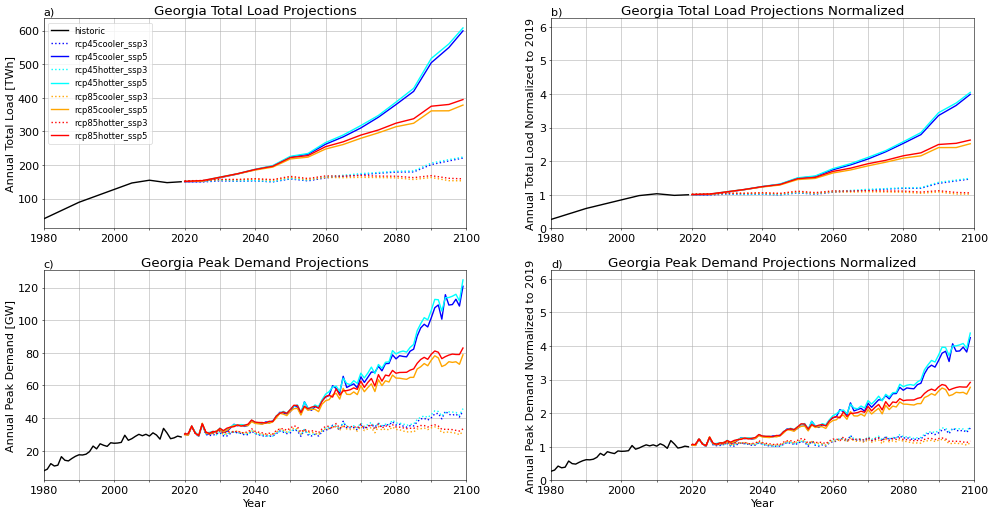 a)
Georgia Total Load Projections
Annual Total Load [TWh]
600
500
400
300
200
100
historic
rcp45cooler_ssp3
rcp45cooler_ssp5
rcp45hotter_ssp3
rcp45hotter_ssp5
rcp85cooler_ssp3
rcp85cooler_ssp5
rcp85hotter_ssp3
rcp85hotter_ssp5
1980 2000 2020 2040 2060 2080 2100
b)
Georgia Total Load Projections Normalized
Annual Total Load Normalized to 2019
6
5
4
3
2
1
0
1980 2000 2020 2040 2060 2080 2100
c)
Georgia Peak Demand Projections
Annual Peak Demand [GW]
120
100
80
60
40
20
1980 2000 2020 2040 2060 2080 2100
Year
d)
Georgia Peak Demand Projections Normalized
Annual Peak Demand Normalized to 2019
6
5
4
3
2
1
0
1980 2000 2020 2040 2060 2080 2100
Year